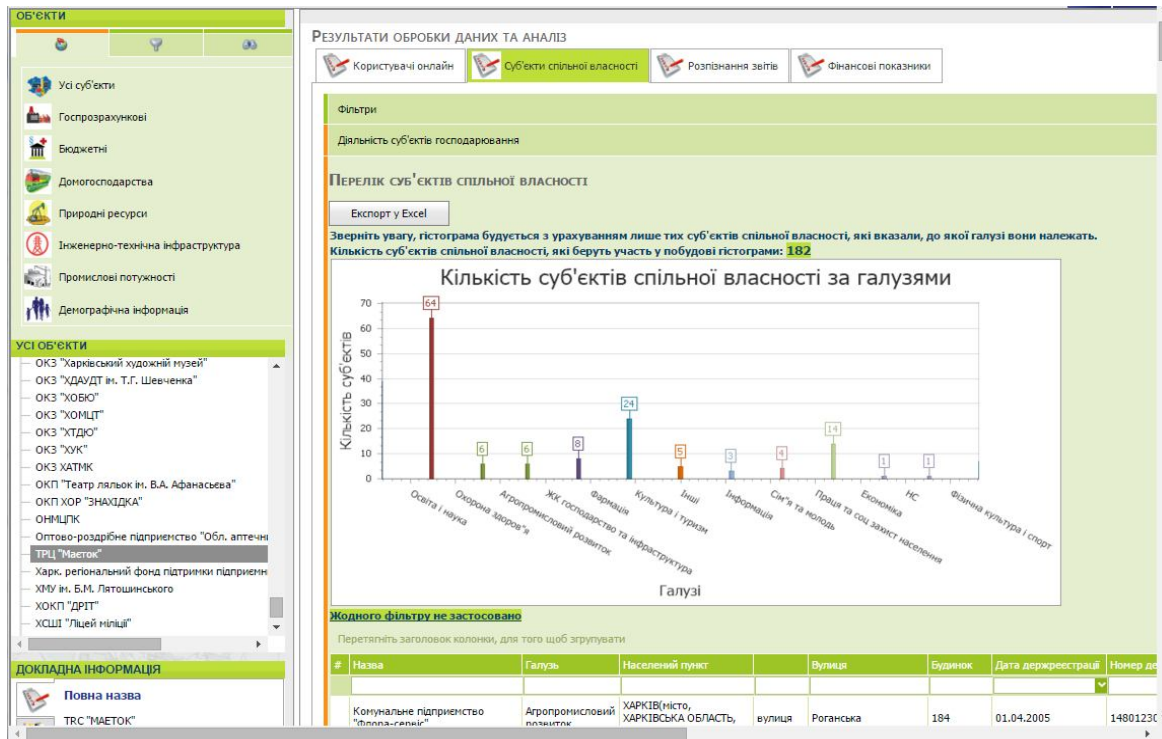 ОБ'ЄКТИ
Усі суб'єкти
Госпрозрахункові
Бюджетні
Домогосподарства
Природні ресурси
Інженерно-технічна інфраструктура
Промислові потужності
Демографічна інформація
УСІ ОБ'ЄКТИ
ОКЗ "Харківський художній музей"
ОКЗ "ХДАУДТ ім. Т.Г. Шевченка"
ОКЗ "ХОБЮ"
ОКЗ "ХОМЦТ"
ОКЗ "ХТДЮ"
ОКЗ "ХУК"
ОКЗ ХАТМК
ОКП "Театр ляльок ім. В.А. Афанасьєва"
ОКП ХОР "ЗНАХІДКА"
ОНМЦПК
Оптово-роздрібне підприємство "Обл. аптечн
ТРЦ "Маєток"
Харк. регіональний фонд підтримки підприємн
ХМУ ім. Б.М. Лятошинського
ХОКП "ДРІТ"
ХСШІ "Ліцей міліції"
ДОКЛАДНА ІНФОРМАЦІЯ
Повна назва
TRC "МАЕТОК"
РЕЗУЛЬТАТИ ОБРОБКИ ДАНИХ ТА АНАЛІЗ
Користувачі онлайн
Суб'єкти спільної власності
Розпізнання звітів
Фінансові показники
Фільтри
Діяльність суб'єктів господарювання
ПЕРЕЛІК СУБ'ЄКТІВ СПІЛЬНОЇ ВЛАСНОСТІ
Експорт у Excel
Зверніть увагу, гістограма будується з урахуванням лише тих суб'єктів спільної власності, які вказали, до якої галузі вони належать.
Кількість суб'єктів спільної власності, які беруть участь у побудові гістограми: 182
Кількість суб'єктів спільної власності за галузями
Кількість суб'єктів
70
60
50
40
30
20
10
0
64
6
6
8
24
5
3
4
14
1
1
Освіта і наука
Охорона здоров"я
Агропромисловий розвиток
ЖК господарство та інфраструктура
Фармація
Культура і туризм
Інші
Інформація
Сім"я та молодь
Праця та соц захист населення
Економіка
НС
Фізична культура і спорт
Галузі
Жодного фільтру не застосовано
Перетягніть заголовок колонки, для того щоб згрупувати
# Назва Галузь Населений пункт Вулиця Будинок Дата держреєстрації Номер де
Комунальне підприємство "Флора-сервіс"
Агропромисловий розвиток
ХАРКІВ(місто,
ХАРКІВСЬКА ОБЛАСТЬ,
вулиця
Роганська
184
01.04.2005
14801230